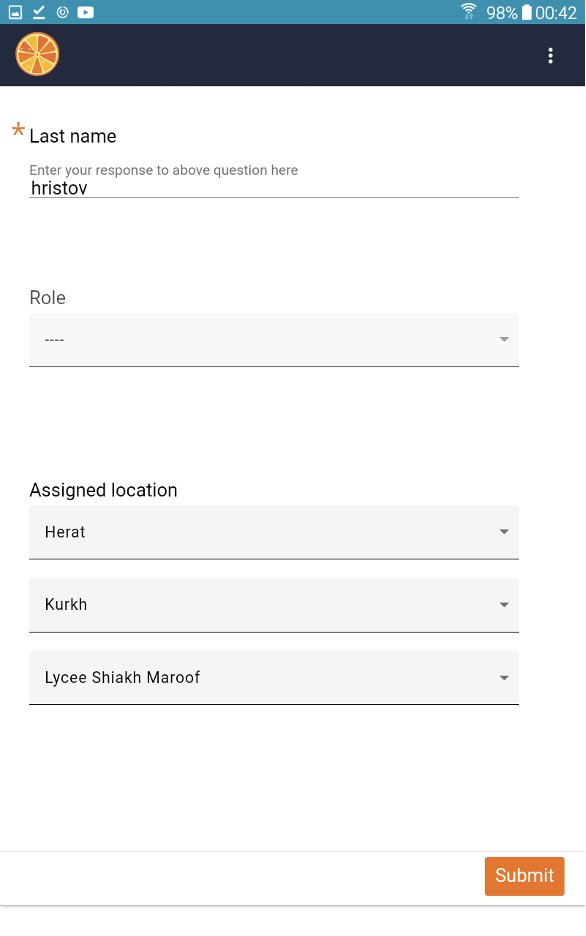 98% 00:42
* Last name
Enter your response to above question here
hristov
Role
----
Assigned location
Herat
Kurkh
Lycee Shiakh Maroof
Submit